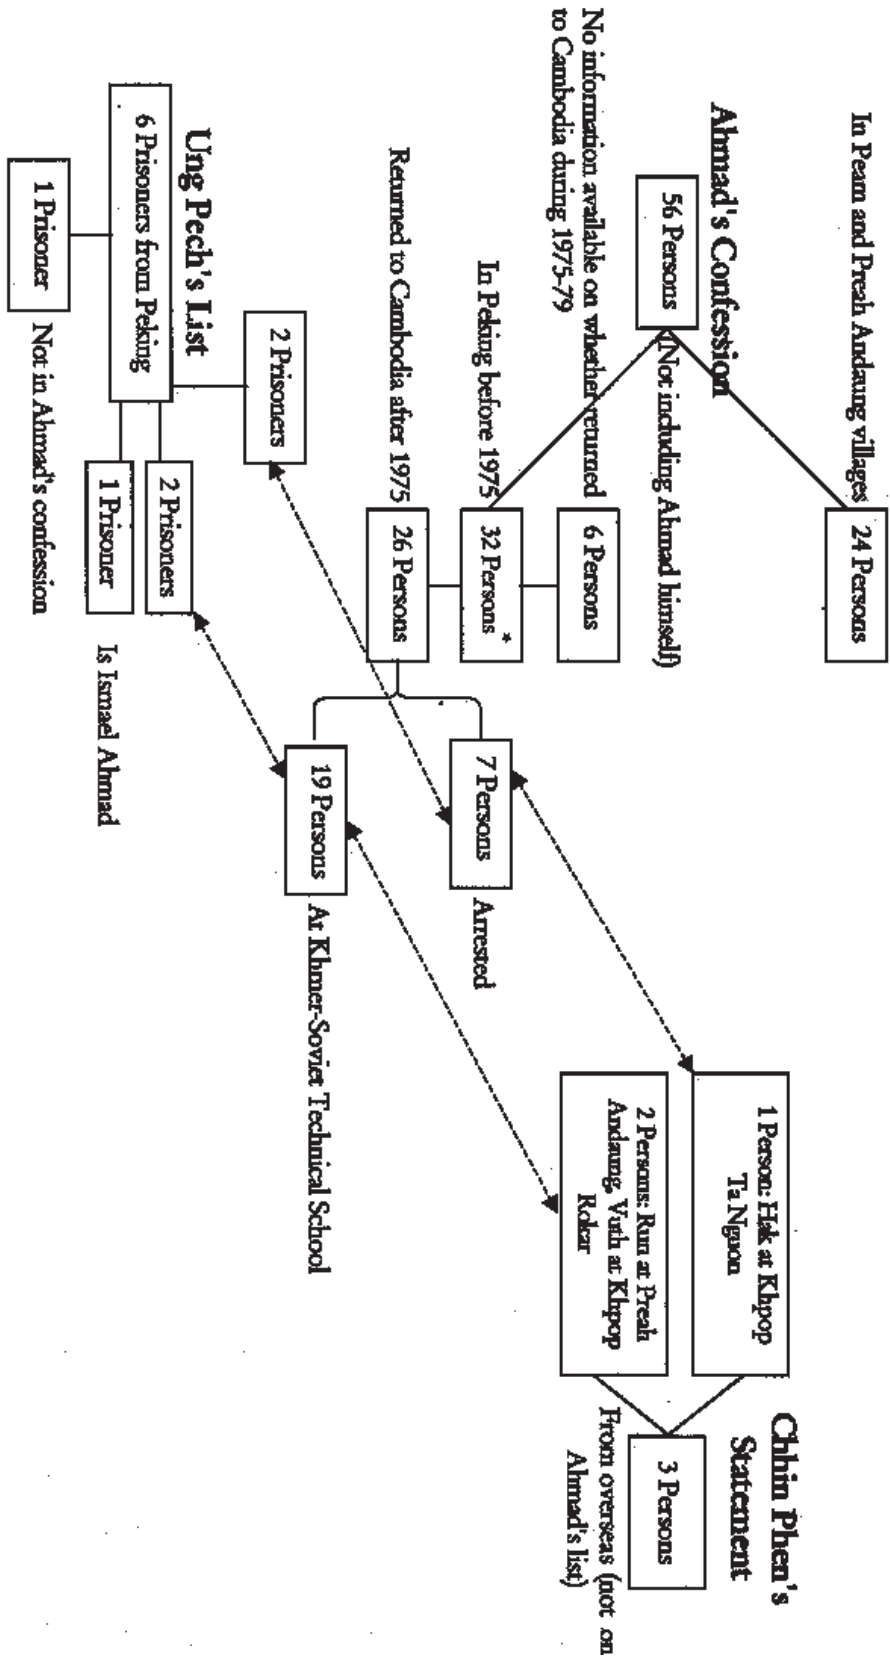 In Peam and Preah Andaung villages
24 Persons
Ahmad's Confession
56 Persons
(Not including Ahmad himself)
No information available on whether returned
to Cambodia during 1975-79
6 Persons
In Peking before 1975
32 Persons*
Returned to Cambodia after 1975
26 Persons
7 Persons
Arrested
19 Persons
At Khmer-Soviet Technical School
Chhin Phen's
Statement
1 Person: Hak at Khpop
Ta Nguon
2 Persons: Run at Preah
Andaung, Vuth at Khpop
Rokar
3 Persons
From overseas (not on
Ahmad's list)
2 Prisoners
Ung Pech's List
6 Prisoners from Peking
2 Prisoners
1 Prisoner
Is Ismael Ahmad
1 Prisoner
Not in Ahmad's confession